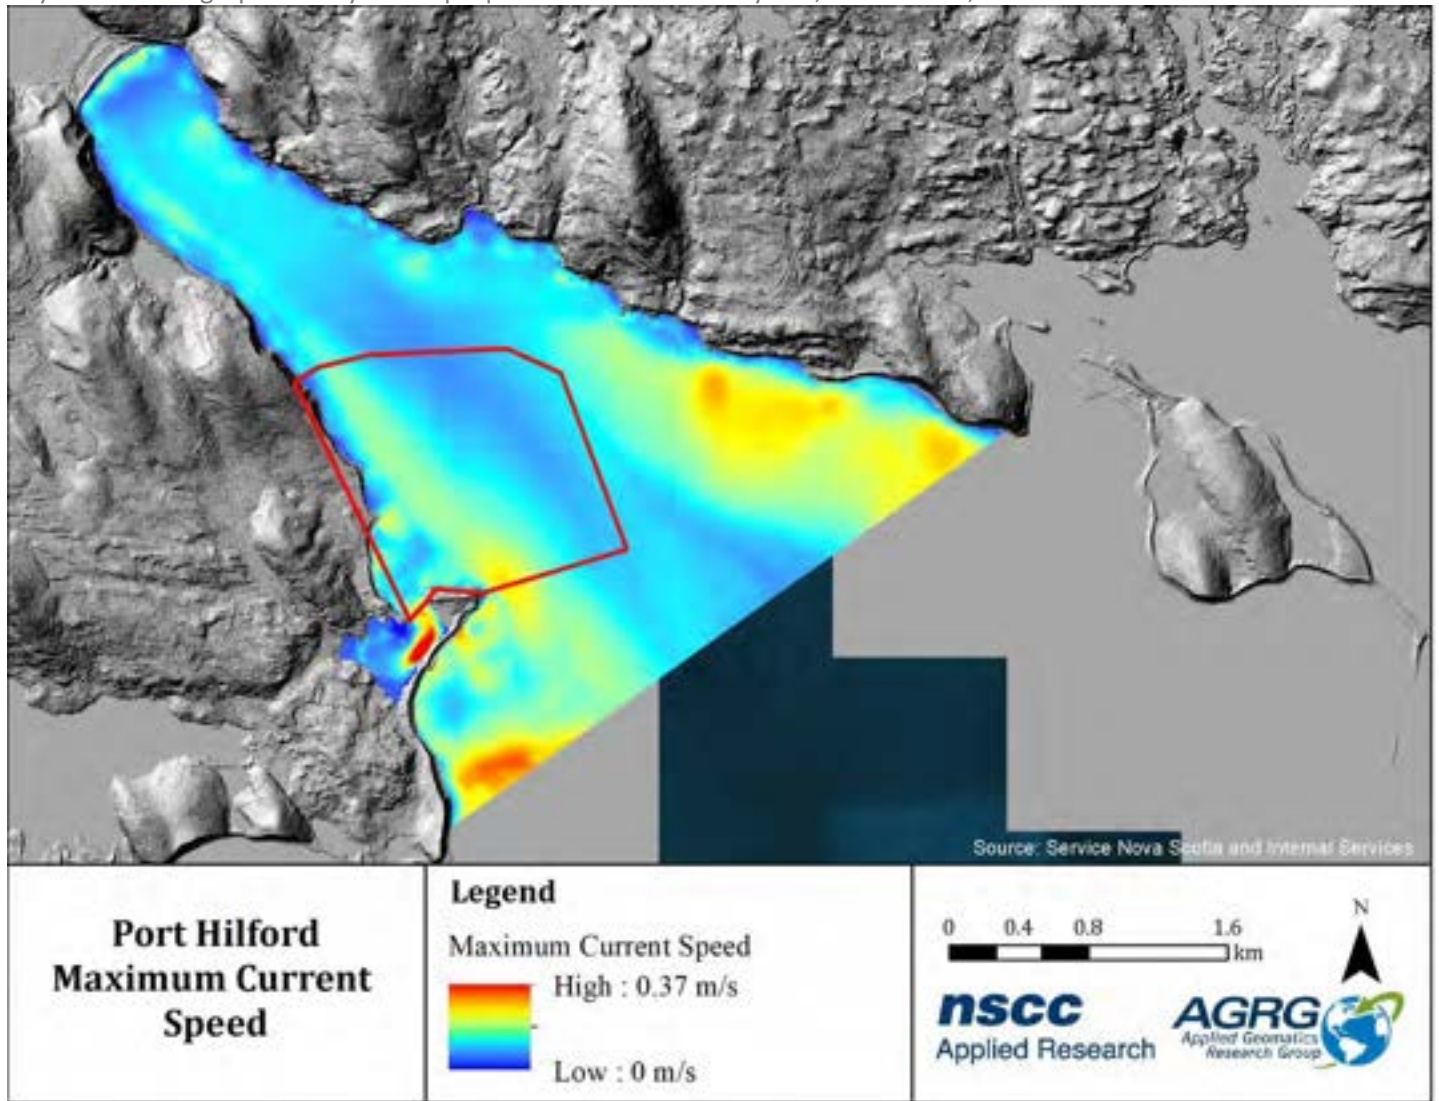 Source: Service Nova Scotia and Internal Services
Port Hilford
Maximum Current
Speed
Legend
Maximum Current Speed
High : 0.37 m/s
Low : 0 m/s
0 0.4 0.8 1.6
km
N
nscc
Applied Research
AGRG
Applied Geomatics
Research Group